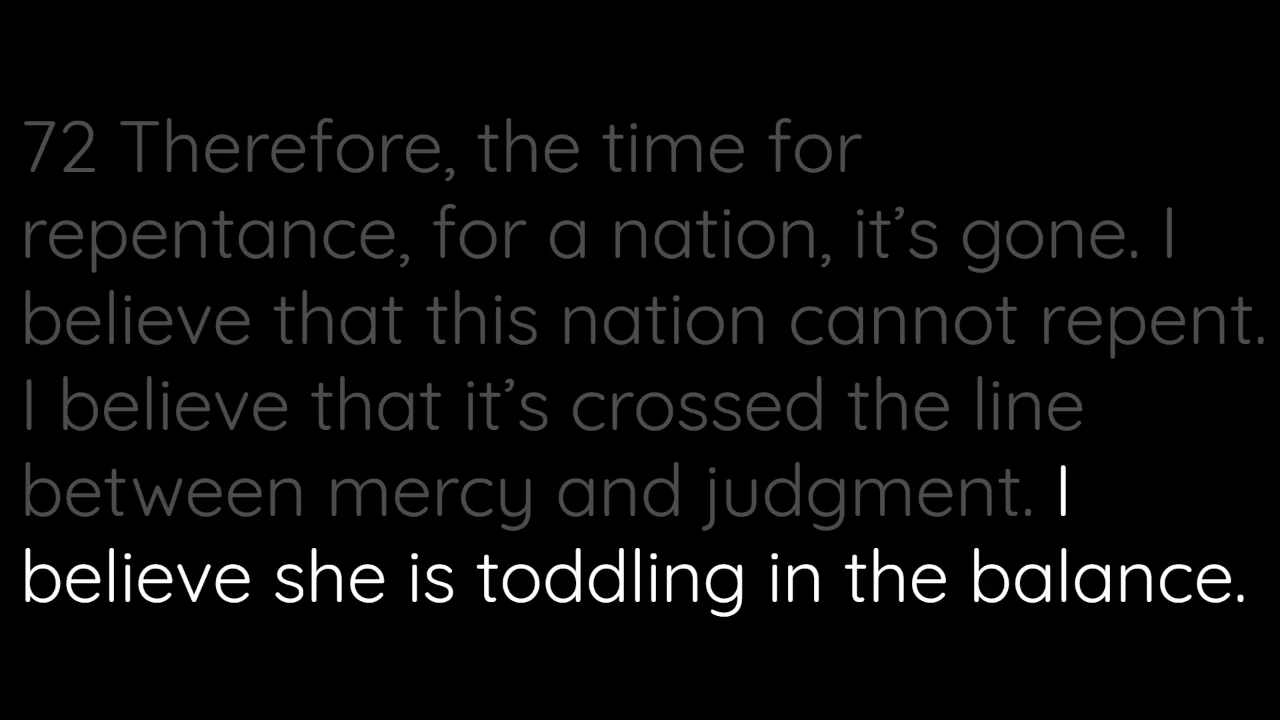 72 Therefore, the time for
repentance, for a nation, it’s gone. I
believe that this nation cannot repent.
I believe that it’s crossed the line
between mercy and judgment. I
believe she is toddling in the balance.